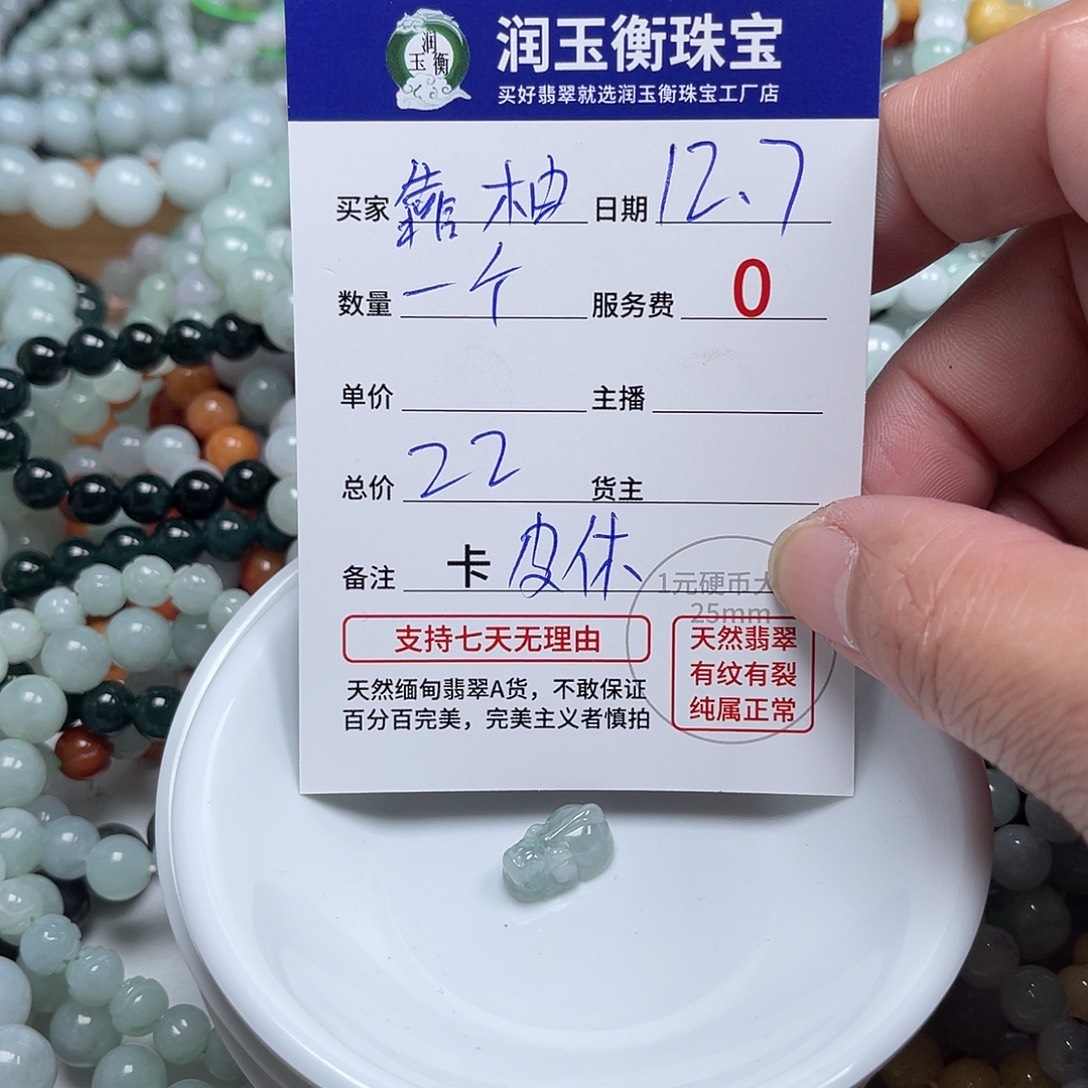 润玉衡
润玉衡珠宝
买好翡翠就选润玉衡珠宝工厂店
买家 靠柚 日期 12.7
数量 一个 服务费 0
单价 主播
总价 22 货主
备注 卡 皮休
1元硬币大
25mm
支持七天无理由
天然缅甸翡翠A货，不敢保证
百分百完美，完美主义者慎拍
天然翡翠
有纹有裂
纯属正常